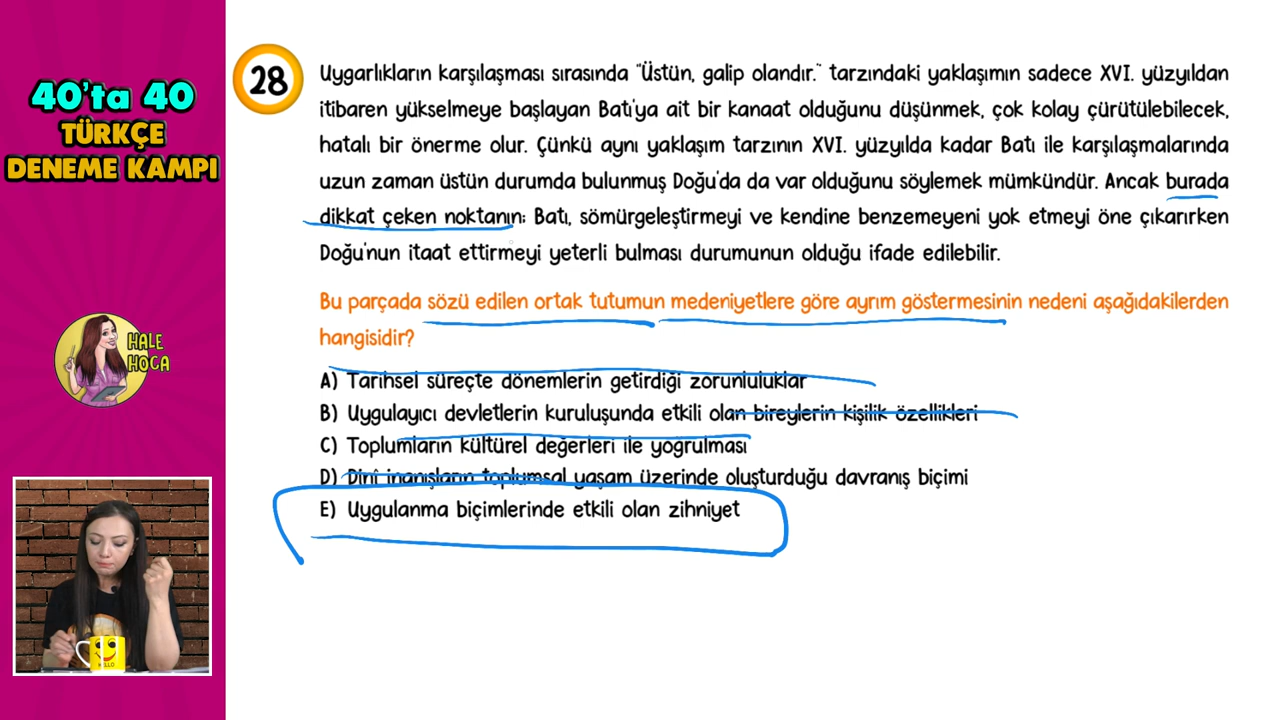 40'ta 40
TÜRKÇE
DENEME KAMPI
HALE
HOCA
HELLO
28
Uygarlıkların karşılaşması sırasında "Üstün, galip olandır." tarzındaki yaklaşımın sadece XVI. yüzyıldan
itibaren yükselmeye başlayan Batı'ya ait bir kanaat olduğunu düşünmek, çok kolay çürütülebilecek,
hatalı bir önerme olur. Çünkü aynı yaklaşım tarzının XVI. yüzyılda kadar Batı ile karşılaşmalarında
uzun zaman üstün durumda bulunmuş Doğu'da da var olduğunu söylemek mümkündür. Ancak burada
dikkat çeken noktanın; Batı, sömürgeleştirmeyi ve kendine benzemeyeni yok etmeyi öne çıkarırken
Doğu'nun itaat ettirmeyi yeterli bulması durumunun olduğu ifade edilebilir.
Bu parçada sözü edilen ortak tutumun medeniyetlere göre ayrım göstermesinin nedeni aşağıdakilerden
hangisidir?
A) Tarihsel süreçte dönemlerin getirdiği zorunluluklar
B) Uygulayıcı devletlerin kuruluşunda etkili olan bireylerin kişilik özellikleri
C) Toplumların kültürel değerleri ile yoğrulması
D) Dinî inanışların toplumsal yaşam üzerinde oluşturduğu davranış biçimi
E) Uygulanma biçimlerinde etkili olan zihniyet